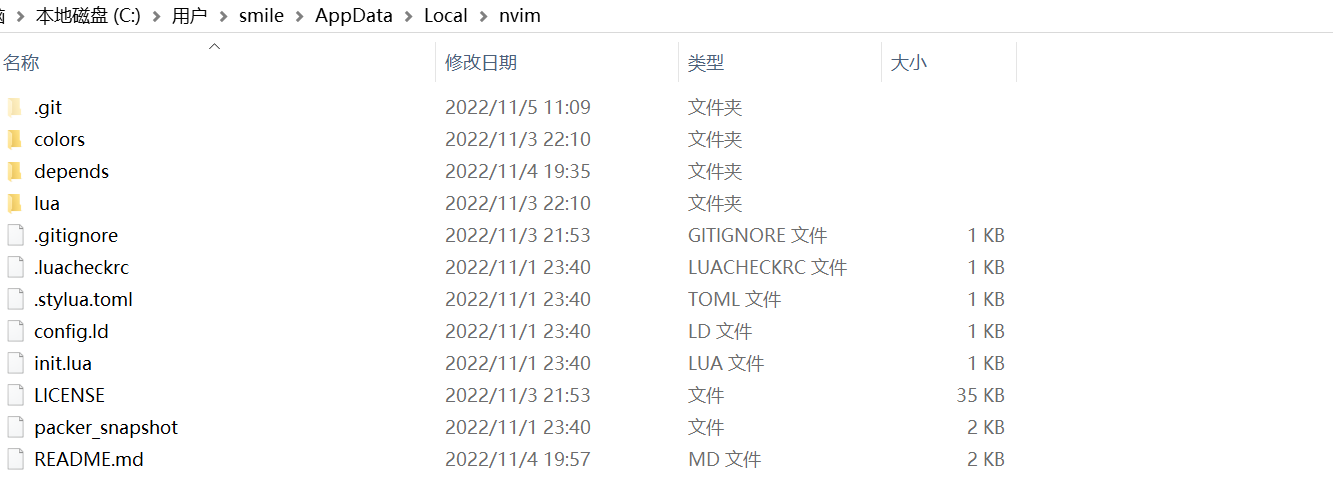 本地磁盘 (C:) > 用户 > smile > AppData > Local > nvim
名称 修改日期 类型 大小
.git 2022/11/5 11:09 文件夹
colors 2022/11/3 22:10 文件夹
depends 2022/11/4 19:35 文件夹
lua 2022/11/3 22:10 文件夹
.gitignore 2022/11/3 21:53 GITIGNORE 文件 1 KB
.luacheckrc 2022/11/1 23:40 LUACHECKRC 文件 1 KB
.stylua.toml 2022/11/1 23:40 TOML 文件 1 KB
config.ld 2022/11/1 23:40 LD 文件 1 KB
init.lua 2022/11/1 23:40 LUA 文件 1 KB
LICENSE 2022/11/3 21:53 文件 35 KB
packer_snapshot 2022/11/1 23:40 文件 2 KB
README.md 2022/11/4 19:57 MD 文件 2 KB